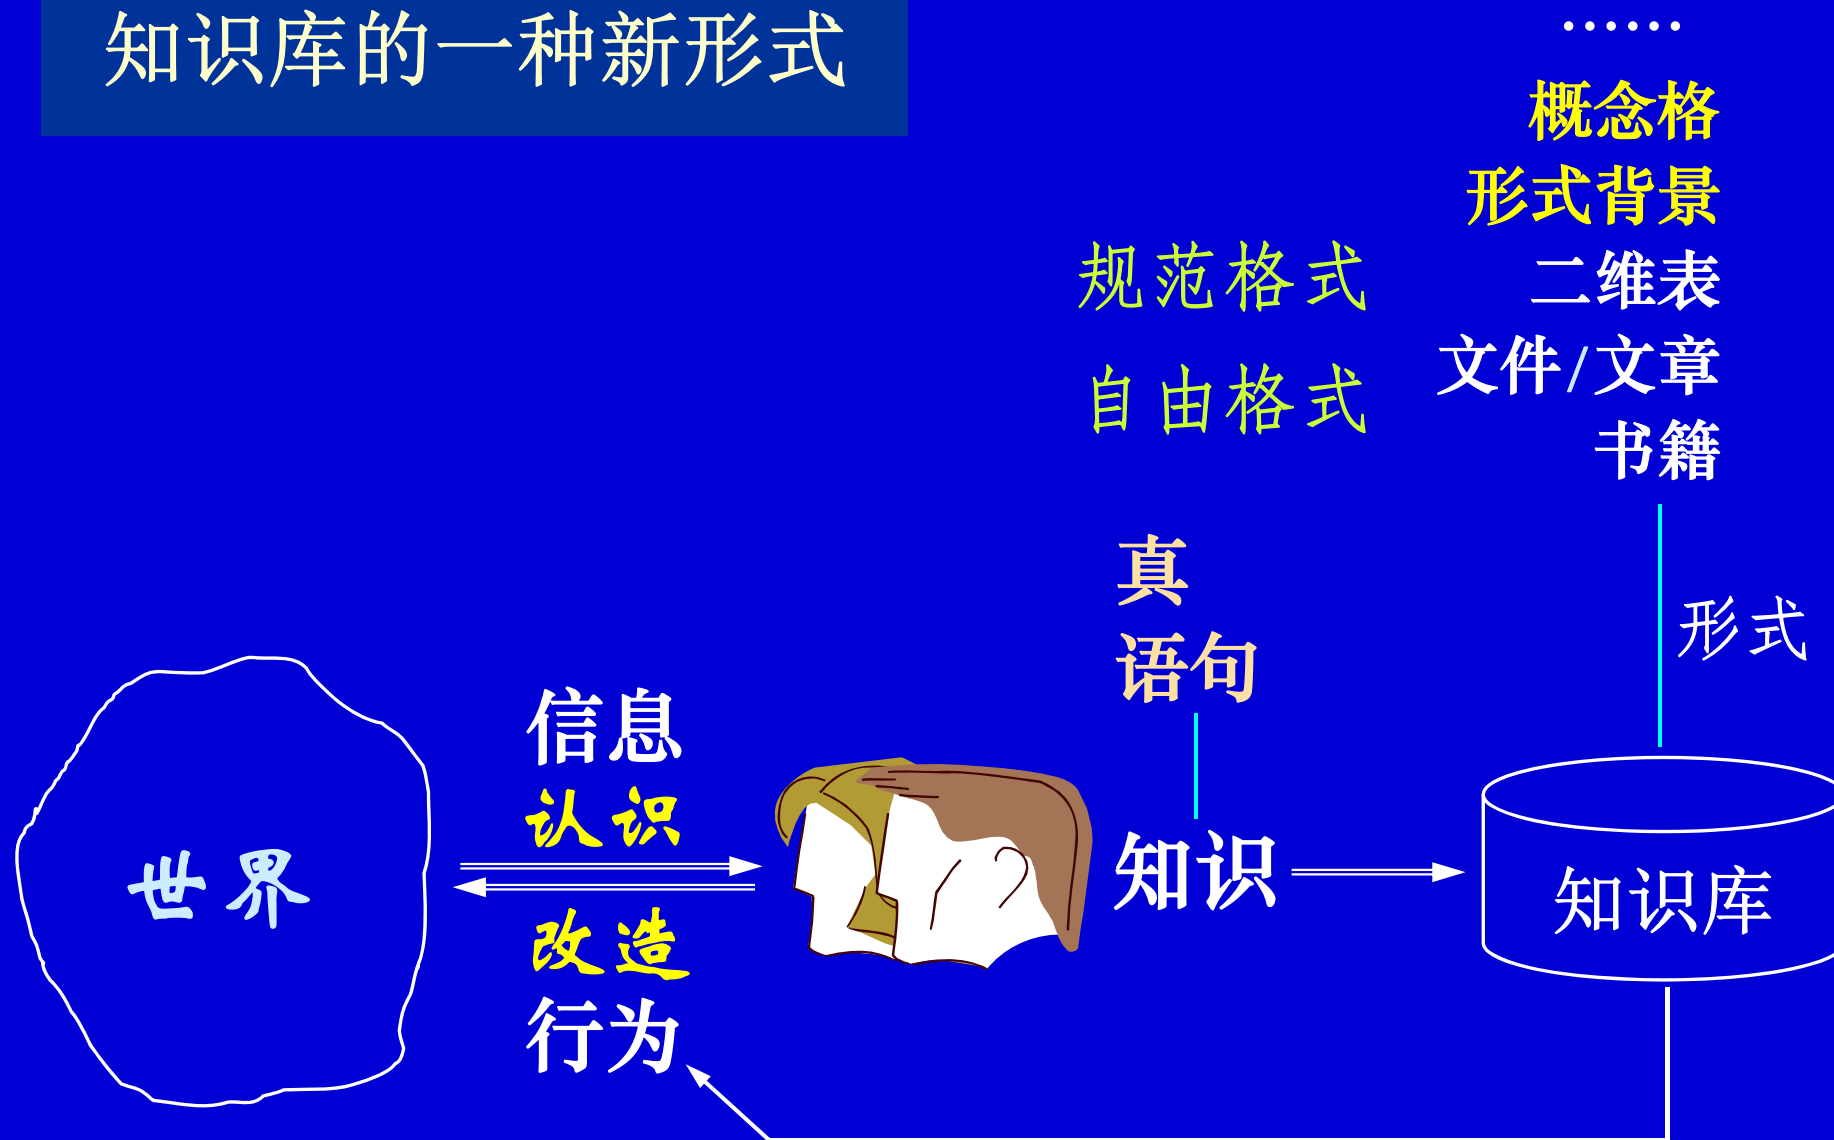 知识库的一种新形式
……
概念格
形式背景
规范格式
二维表
文件/文章
自由格式
书籍
真
语句
形式
信息
认识
世界
知识
知识库
改造
行为